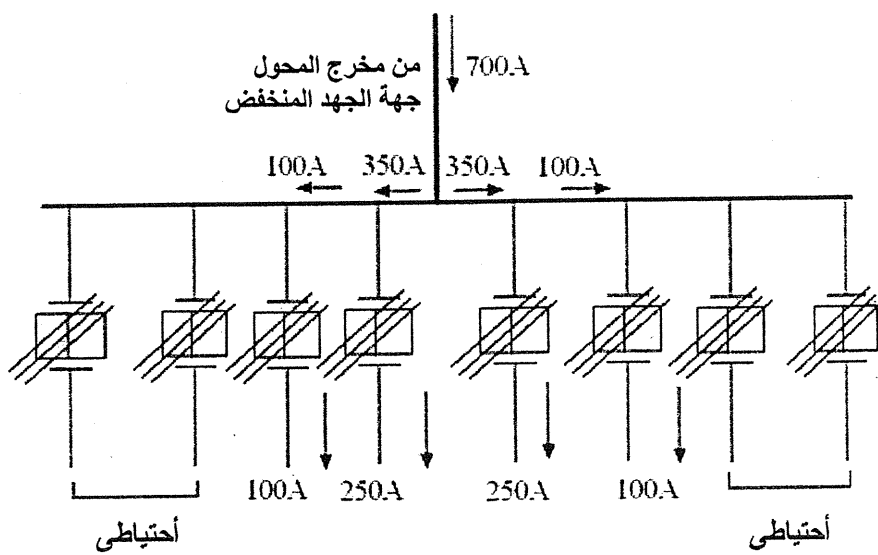 من مخرج المحول
جهة الجهد المنخفض
700A
100A 350A 350A 100A
100A 250A 250A 100A
أحتياطى أحتياطى